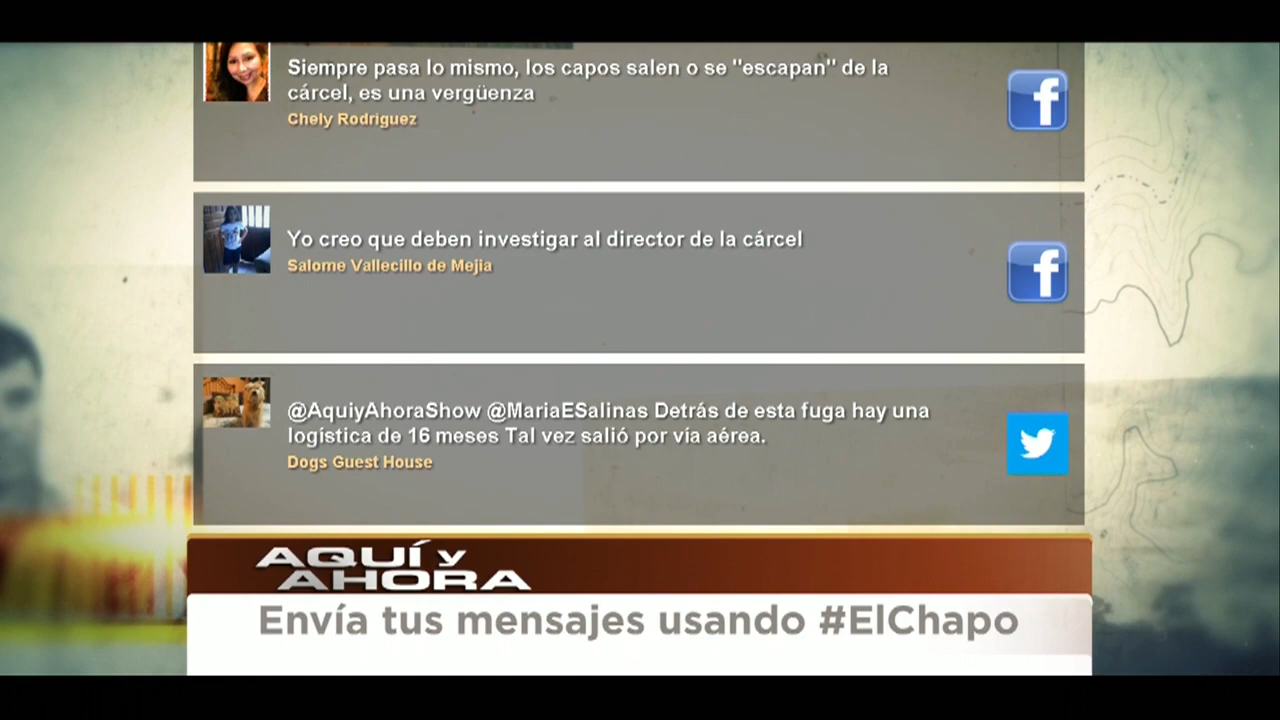 Siempre pasa lo mismo, los capos salen o se "escapan" de la
cárcel, es una vergüenza
Chely Rodriguez
Yo creo que deben investigar al director de la cárcel
Salome Vallecillo de Mejia
@AquiyAhoraShow @MariaESalinas Detrás de esta fuga hay una
logística de 16 meses Tal vez salió por vía aérea.
Dogs Guest House
AQUÍ y
AHORA
Envía tus mensajes usando #ElChapo